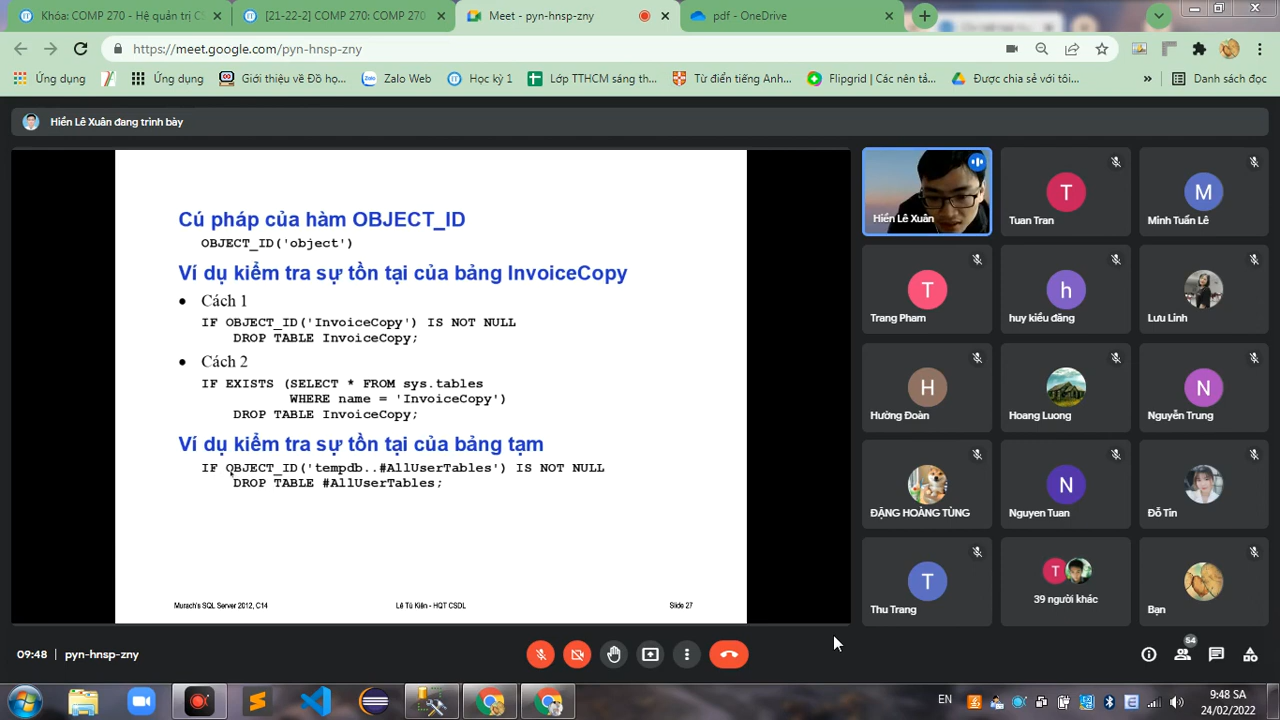 Khóa: COMP 270 - Hệ quản trị CS
[21-22-2] COMP 270: COMP 270
Meet - pyn-hnsp-zny
pdf - OneDrive
https://meet.google.com/pyn-hnsp-zny
Ứng dụng
Ứng dụng
Giới thiệu về Đồ họ...
Zalo Web
Học kỳ 1
Lớp TTHCM sáng th...
Từ điển tiếng Anh...
Flipgrid | Các nền tả...
Được chia sẻ với tôi...
»
Danh sách đọc
Hiển Lê Xuân đang trình bày
Cú pháp của hàm OBJECT_ID
OBJECT_ID('object')
Ví dụ kiểm tra sự tồn tại của bảng InvoiceCopy
• Cách 1
IF OBJECT_ID('InvoiceCopy') IS NOT NULL
DROP TABLE InvoiceCopy;
• Cách 2
IF EXISTS (SELECT * FROM sys.tables
WHERE name = 'InvoiceCopy')
DROP TABLE InvoiceCopy;
Ví dụ kiểm tra sự tồn tại của bảng tạm
IF OBJECT_ID('tempdb..#AllUserTables') IS NOT NULL
DROP TABLE #AllUserTables;
Murach's SQL Server 2012, C14
Lê Tú Kiên - HQT CSDL
Slide 27
Hiển Lê Xuân
T
Tuan Tran
M
Minh Tuấn Lê
T
Trang Pham
h
huy kiều đăng
Lưu Linh
H
Hường Đoàn
Hoang Luong
N
Nguyễn Trung
ĐẶNG HOÀNG TÙNG
N
Nguyen Tuan
Đỗ Tín
T
Thu Trang
T
39 người khác
Bạn
09:48
pyn-hnsp-zny
54
EN
9:48 SA
24/02/2022